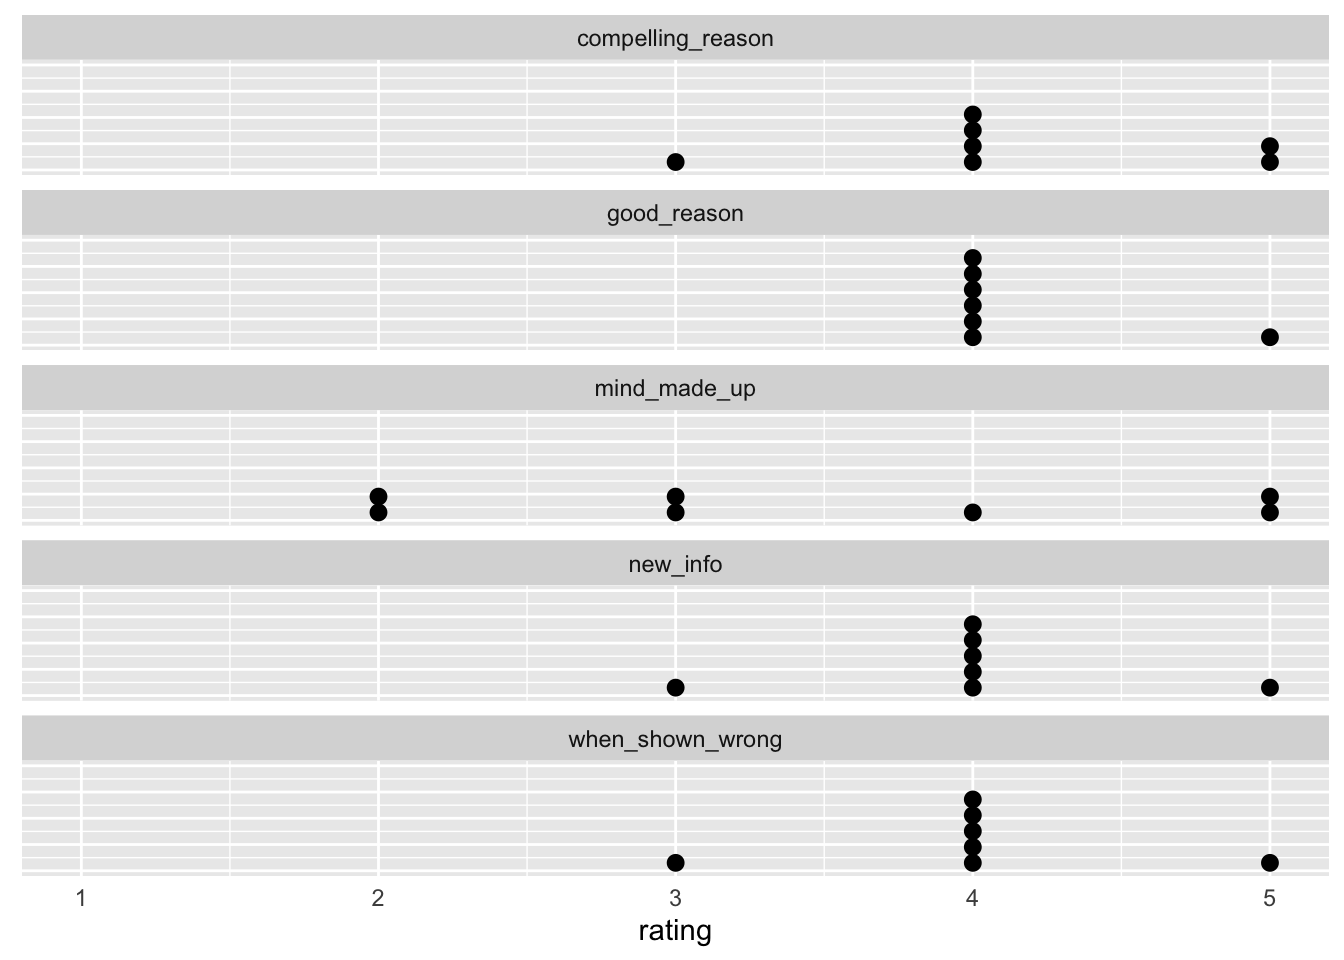 compelling_reason
good_reason
mind_made_up
new_info
when_shown_wrong
1 2 3 4 5
rating